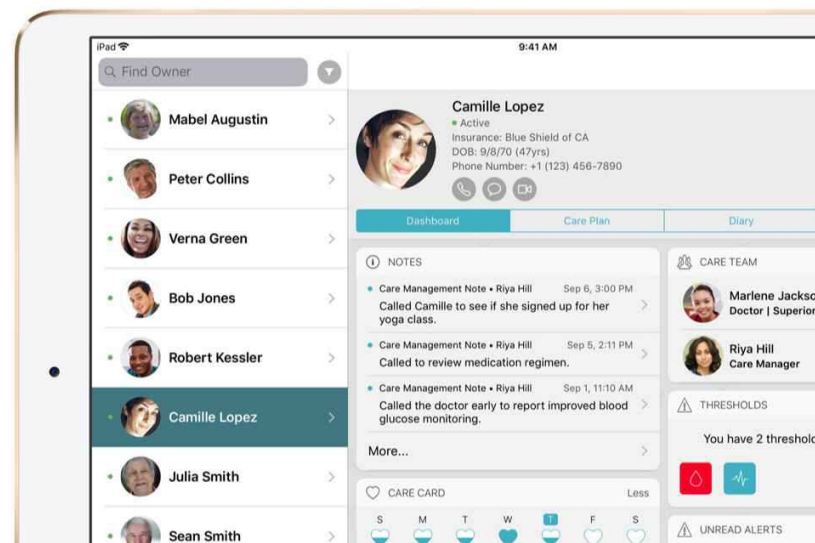 iPad
9:41 AM
Find Owner
Mabel Augustin
Peter Collins
Verna Green
Bob Jones
Robert Kessler
Camille Lopez
Julia Smith
Sean Smith
Camille Lopez
Active
Insurance: Blue Shield of CA
DOB: 9/8/70 (47yrs)
Phone Number: +1 (123) 456-7890
Dashboard Care Plan Diary
NOTES
Care Management Note • Riya Hill Sep 6, 3:00 PM
Called Camille to see if she signed up for her
yoga class.
Care Management Note • Riya Hill Sep 5, 2:11 PM
Called to review medication regimen.
Care Management Note • Riya Hill Sep 1, 11:10 AM
Called the doctor early to report improved blood
glucose monitoring.
More...
CARE CARD Less
S M T W T F S
CARE TEAM
Marlene Jackso
Doctor | Superior
Riya Hill
Care Manager
THRESHOLDS
You have 2 threshold
UNREAD ALERTS